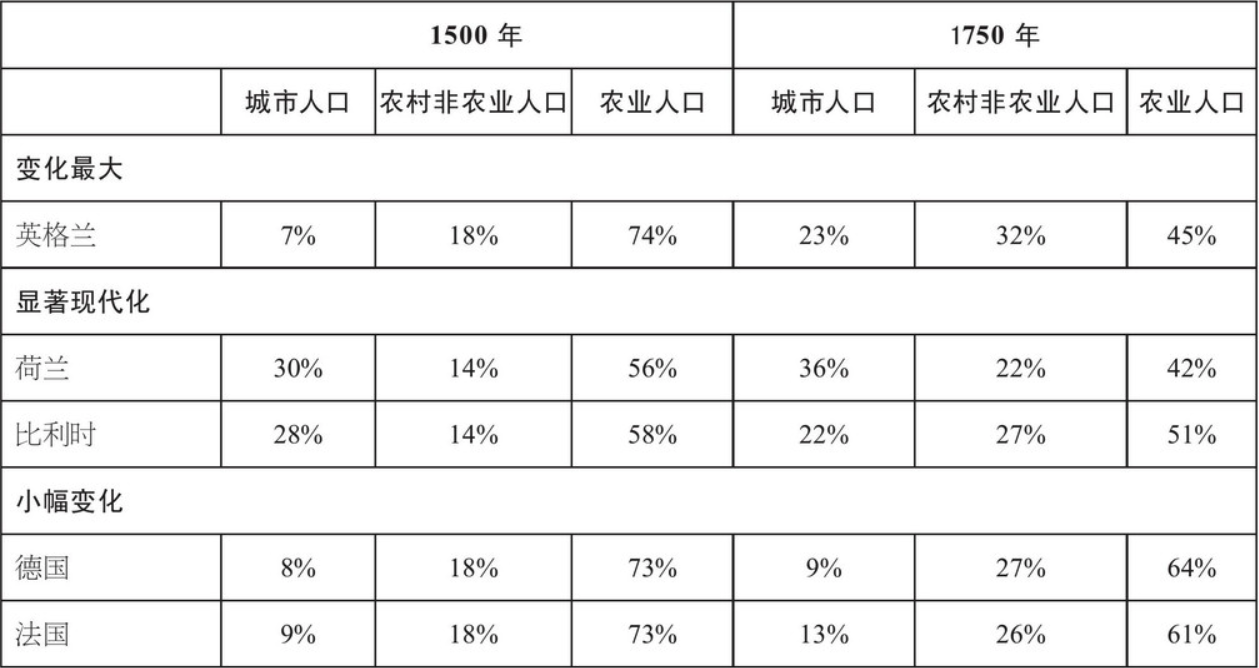 1500 年 1750 年
城市人口 农村非农业人口 农业人口 城市人口 农村非农业人口 农业人口
变化最大
英格兰 7% 18% 74% 23% 32% 45%
显著现代化
荷兰 30% 14% 56% 36% 22% 42%
比利时 28% 14% 58% 22% 27% 51%
小幅变化
德国 8% 18% 73% 9% 27% 64%
法国 9% 18% 73% 13% 26% 61%